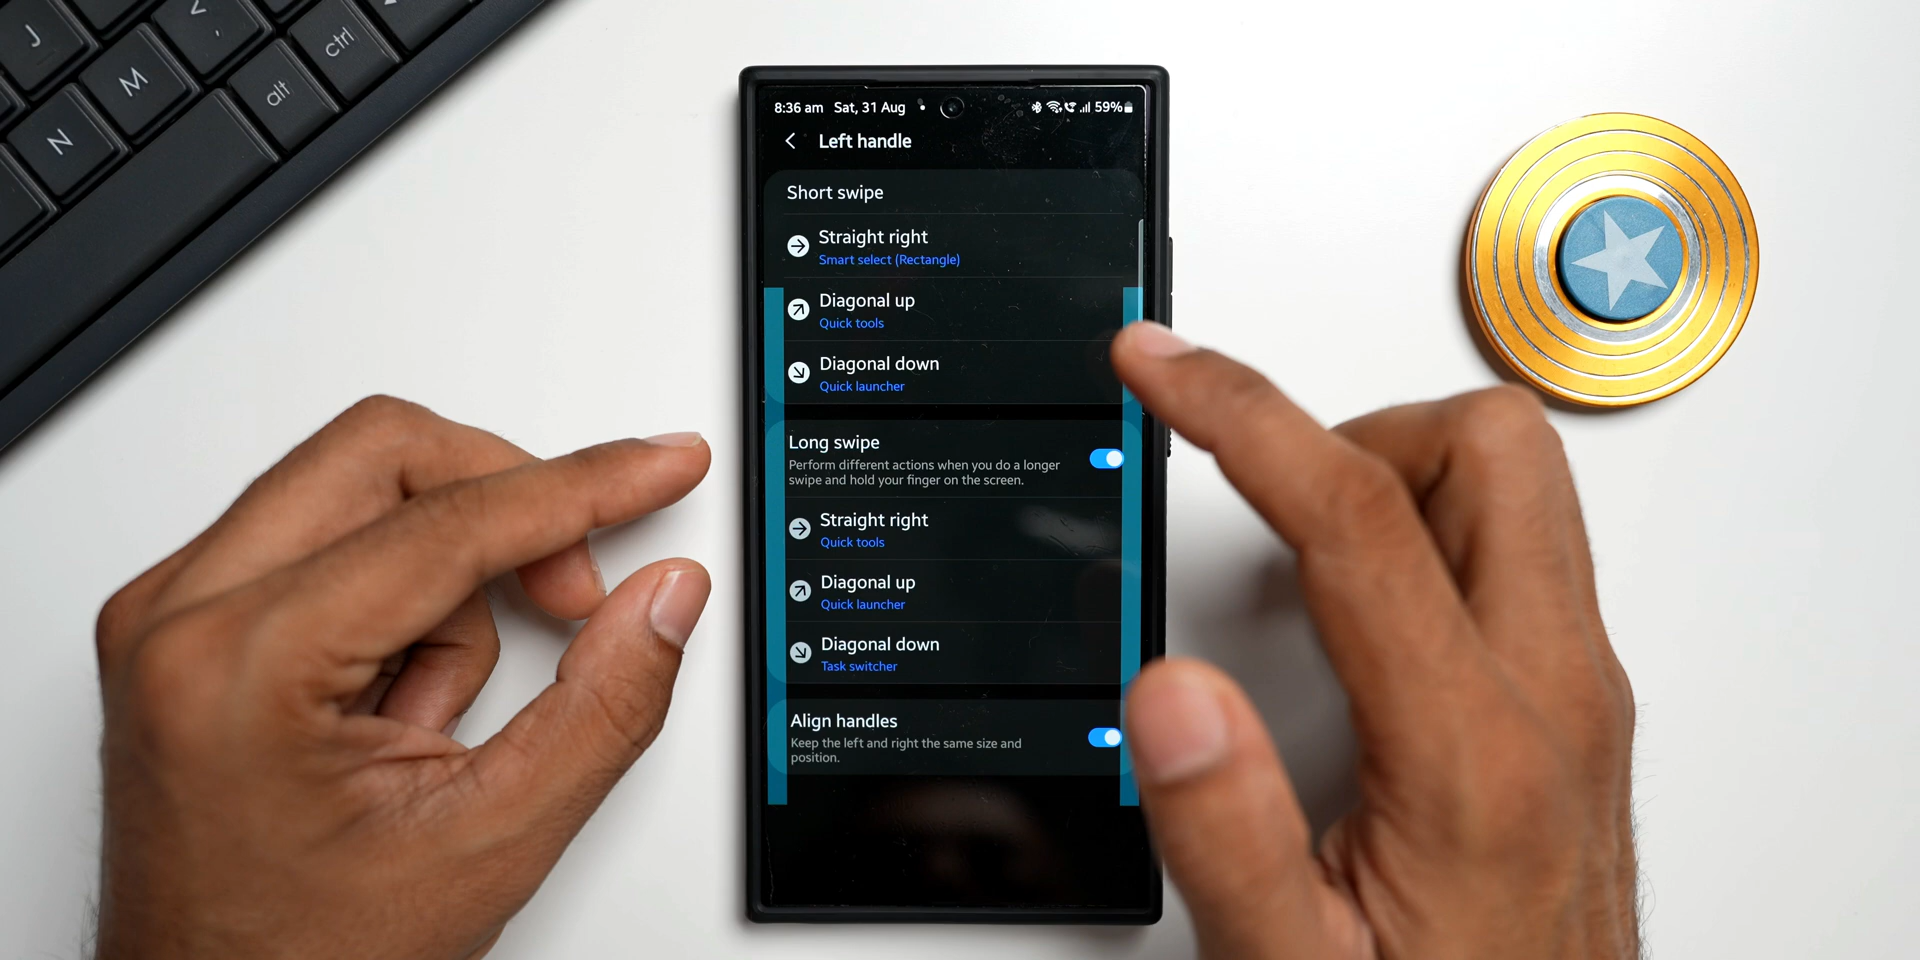 J
M
N
<
,
alt
ctrl
8:36 am Sat, 31 Aug
59%
Left handle
Short swipe
Straight right
Smart select (Rectangle)
Diagonal up
Quick tools
Diagonal down
Quick launcher
Long swipe
Perform different actions when you do a longer
swipe and hold your finger on the screen.
Straight right
Quick tools
Diagonal up
Quick launcher
Diagonal down
Task switcher
Align handles
Keep the left and right the same size and
position.